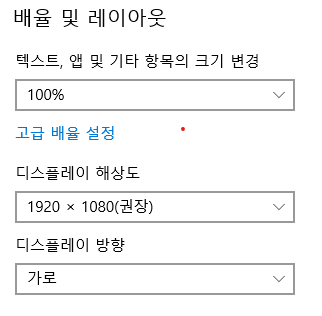 배율 및 레이아웃
텍스트, 앱 및 기타 항목의 크기 변경
100%
고급 배율 설정
디스플레이 해상도
1920 × 1080(권장)
디스플레이 방향
가로